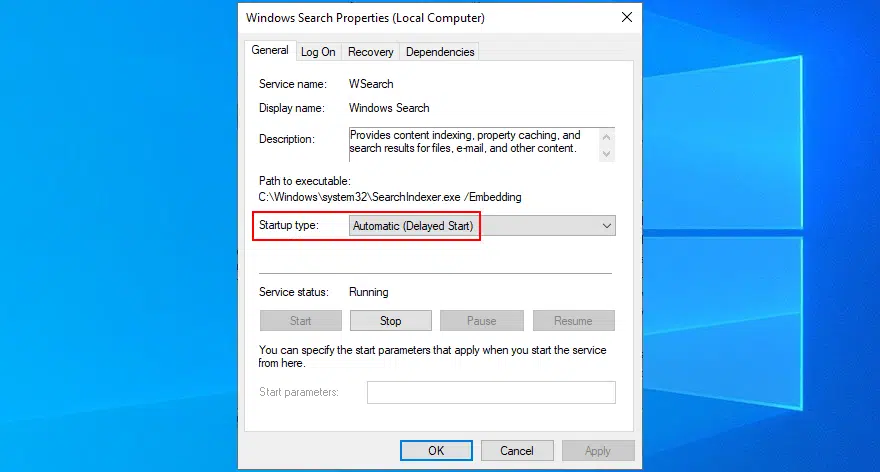 Windows Search Properties (Local Computer)
General Log On Recovery Dependencies
Service name: WSearch
Display name: Windows Search
Description: Provides content indexing, property caching, and
search results for files, e-mail, and other content.
Path to executable:
C:\Windows\system32\SearchIndexer.exe /Embedding
Startup type: Automatic (Delayed Start)
Service status: Running
Start Stop Pause Resume
You can specify the start parameters that apply when you start the service
from here.
Start parameters:
OK Cancel Apply